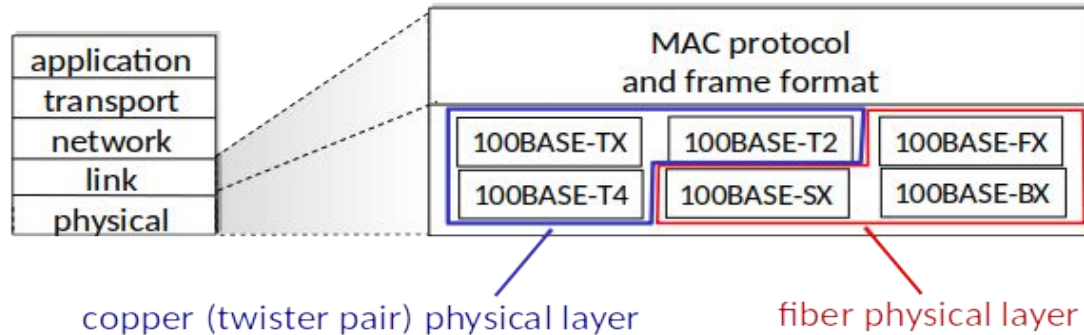 application
transport
network
link
physical
MAC protocol
and frame format
100BASE-TX
100BASE-T2
100BASE-FX
100BASE-T4
100BASE-SX
100BASE-BX
copper (twister pair) physical layer
fiber physical layer